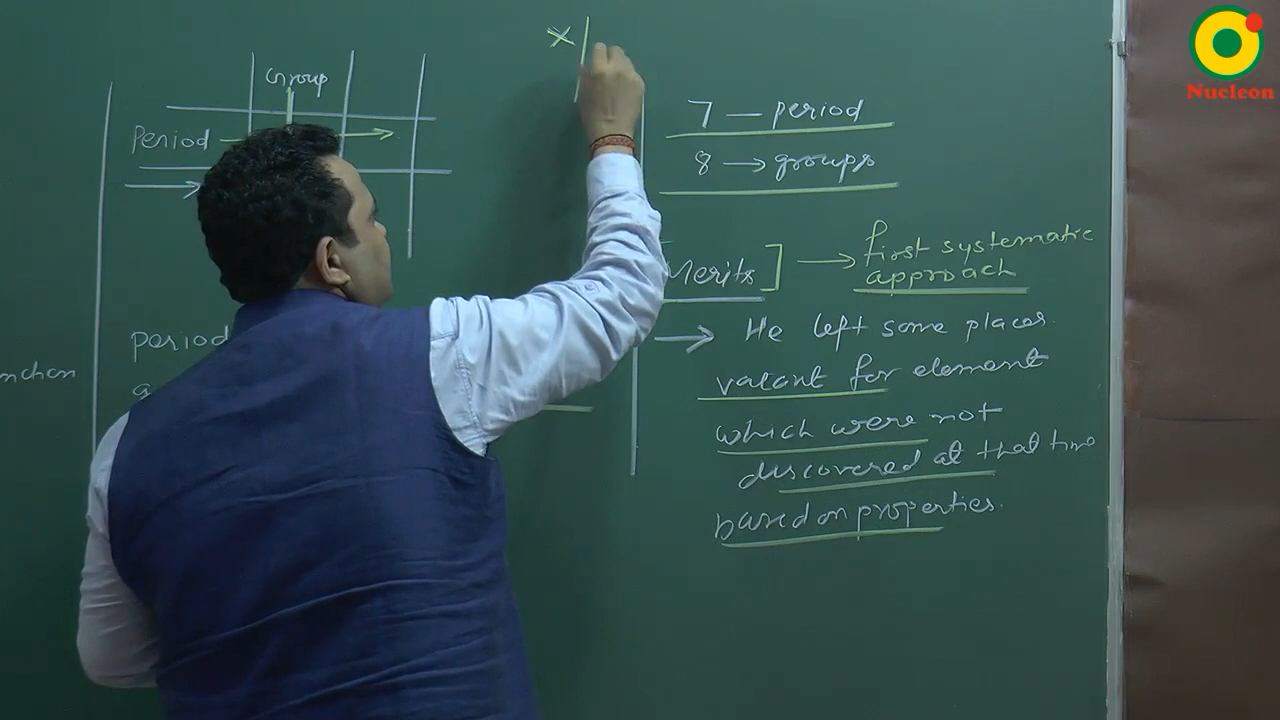 Group
Period
period
x
7 — period
8 → groups
Merits] → first systematic
approach
→ He left some places
vacant for element
which were not
discovered at that time
based on properties.
Nucleon